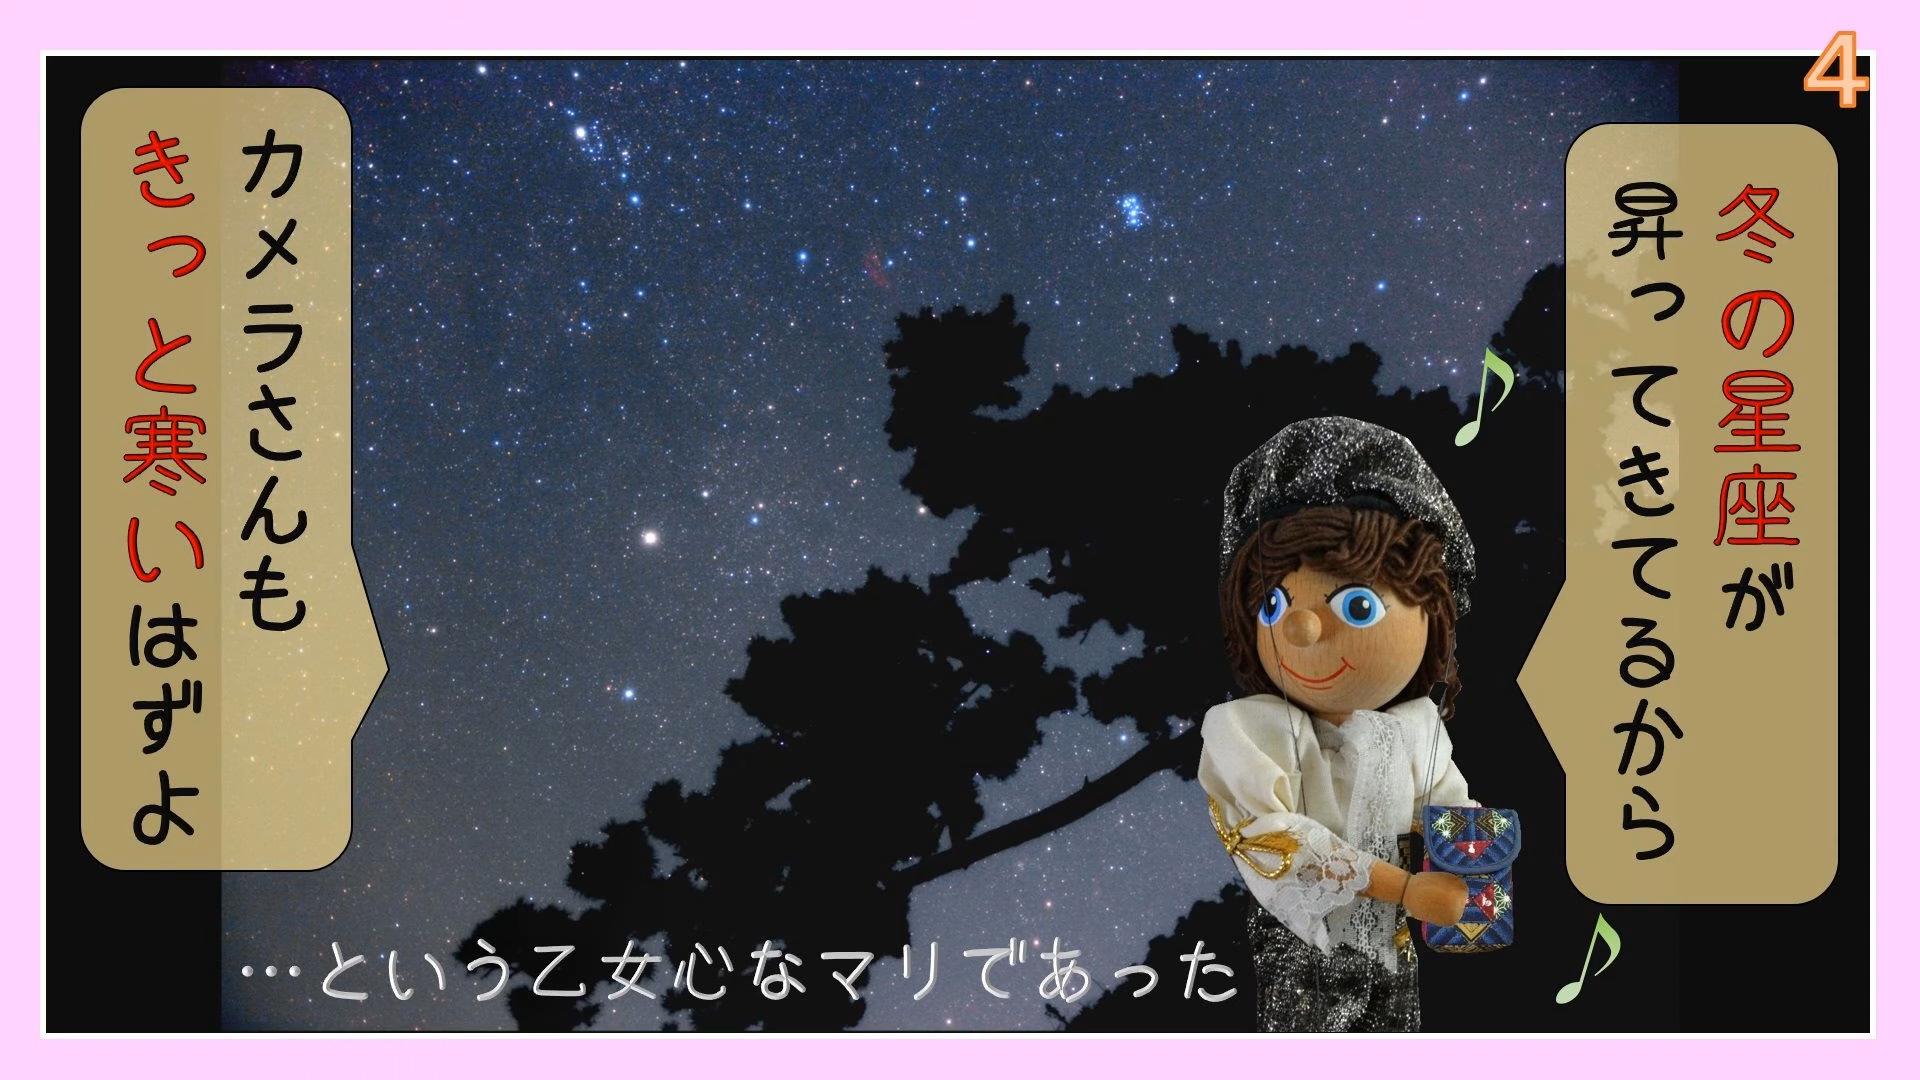 4
冬の星座が
昇ってきてるから
カメラさんも
きっと寒いはずよ
…という乙女心なマリであった